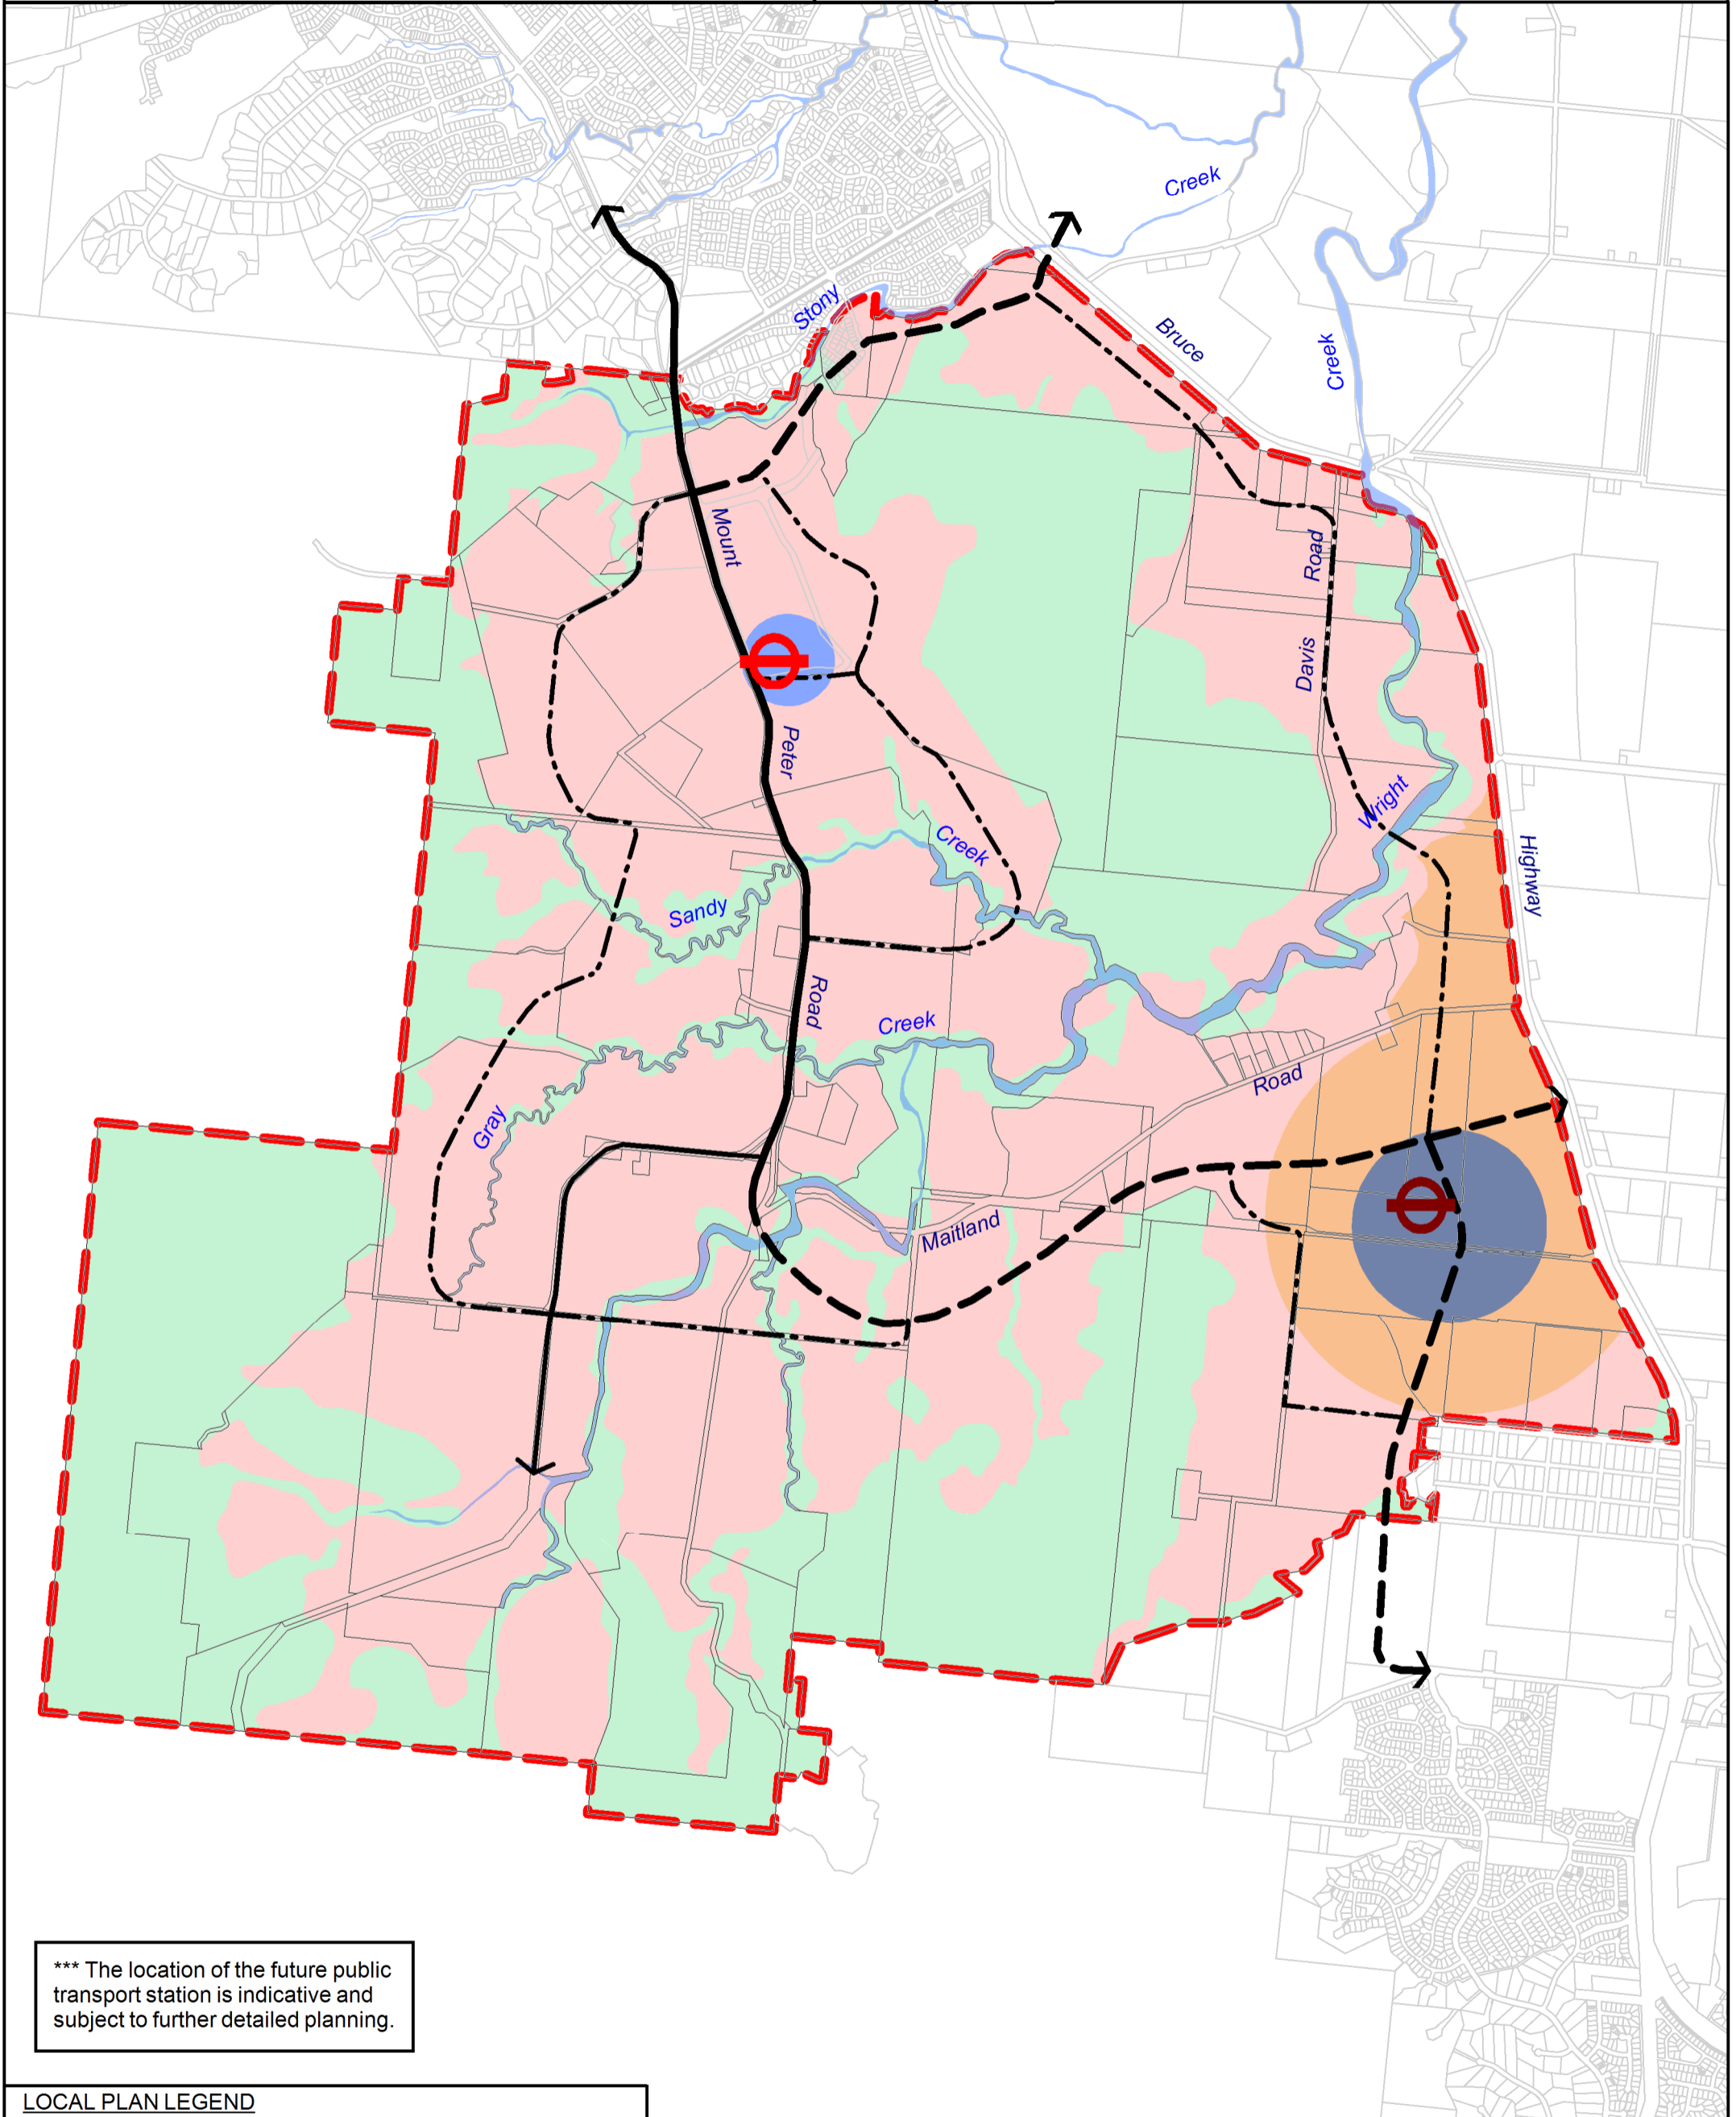 Creek
Stony
Bruce
Creek
Mount
Road
Davis
Peter
Wright
Creek
Highway
Sandy
Road
Creek
Road
Gray
Maitland
*** The location of the future public
transport station is indicative and
subject to further detailed planning.
LOCAL PLAN LEGEND